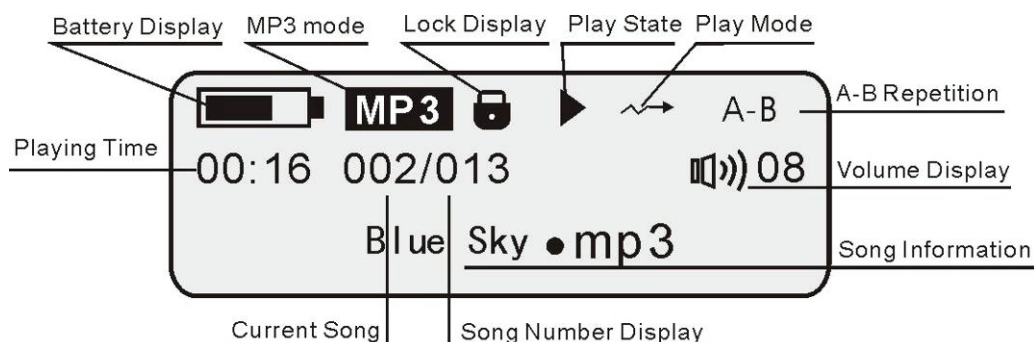 Battery Display MP3 mode Lock Display Play State Play Mode
MP3 A-B A-B Repetition
Playing Time 00:16 002/013 08 Volume Display
Blue Sky •mp3 Song Information
Current Song Song Number Display